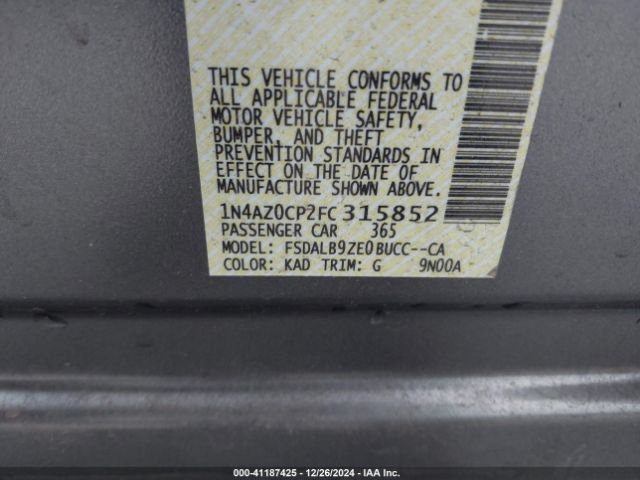 THIS VEHICLE CONFORMS TO
ALL APPLICABLE FEDERAL
MOTOR VEHICLE SAFETY,
BUMPER, AND THEFT
PREVENTION STANDARDS IN
EFFECT ON THE DATE OF
MANUFACTURE SHOWN ABOVE.
1N4AZ0CP2FC315852
PASSENGER CAR 365
MODEL: FSDALB9ZE0BUCC--CA
COLOR: KAD TRIM: G 9N00A
000-41187425 - 12/26/2024 - IAA Inc.